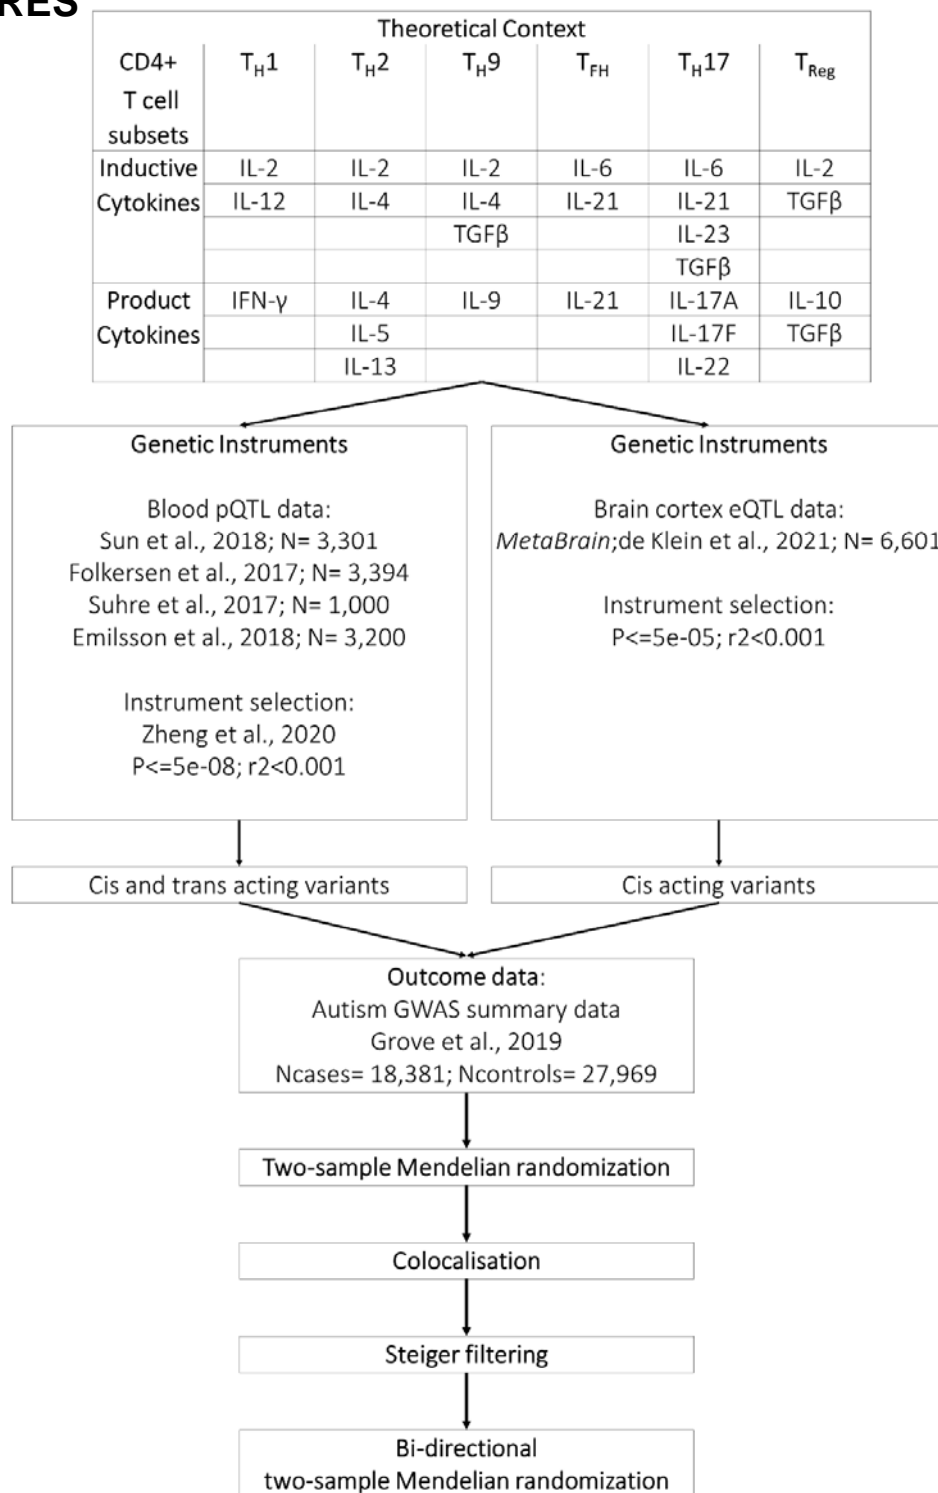 RES
Theoretical Context
CD4+ TH1 TH2 TH9 TFH TH17 TReg
T cell
subsets
Inductive IL-2 IL-2 IL-2 IL-6 IL-6 IL-2
Cytokines IL-12 IL-4 IL-4 IL-21 IL-21 TGFβ
TGFβ IL-23
TGFβ
Product IFN-γ IL-4 IL-9 IL-21 IL-17A IL-10
Cytokines IL-5 IL-17F TGFβ
IL-13 IL-22
Genetic Instruments
Blood pQTL data:
Sun et al., 2018; N= 3,301
Folkersen et al., 2017; N= 3,394
Suhre et al., 2017; N= 1,000
Emilsson et al., 2018; N= 3,200
Instrument selection:
Zheng et al., 2020
P<=5e-08; r2<0.001
Genetic Instruments
Brain cortex eQTL data:
MetaBrain;de Klein et al., 2021; N= 6,601
Instrument selection:
P<=5e-05; r2<0.001
Cis and trans acting variants
Cis acting variants
Outcome data:
Autism GWAS summary data
Grove et al., 2019
Ncases= 18,381; Ncontrols= 27,969
Two-sample Mendelian randomization
Colocalisation
Steiger filtering
Bi-directional
two-sample Mendelian randomization